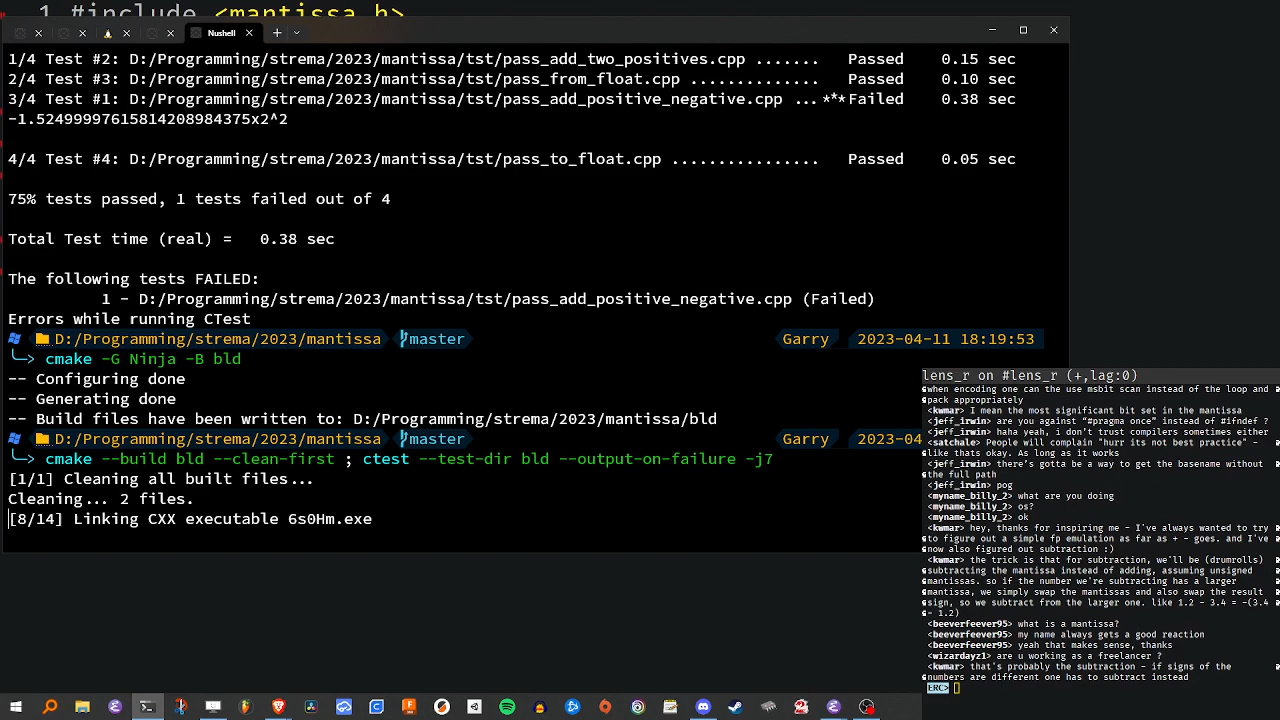 1 #include <mantissa.h>
Nushell
1/4 Test #2: D:/Programming/strema/2023/mantissa/tst/pass_add_two_positives.cpp ....... Passed 0.15 sec
2/4 Test #3: D:/Programming/strema/2023/mantissa/tst/pass_from_float.cpp .............. Passed 0.10 sec
3/4 Test #1: D:/Programming/strema/2023/mantissa/tst/pass_add_positive_negative.cpp ...***Failed 0.38 sec
-1.52499997615814208984375x2^2
4/4 Test #4: D:/Programming/strema/2023/mantissa/tst/pass_to_float.cpp ................ Passed 0.05 sec
75% tests passed, 1 tests failed out of 4
Total Test time (real) = 0.38 sec
The following tests FAILED:
1 - D:/Programming/strema/2023/mantissa/tst/pass_add_positive_negative.cpp (Failed)
Errors while running CTest
D:/Programming/strema/2023/mantissa master Garry 2023-04-11 18:19:53
cmake -G Ninja -B bld
-- Configuring done
-- Generating done
-- Build files have been written to: D:/Programming/strema/2023/mantissa/bld
D:/Programming/strema/2023/mantissa master Garry 2023-04
cmake --build bld --clean-first ; ctest --test-dir bld --output-on-failure -j7
[1/1] Cleaning all built files...
Cleaning... 2 files.
[8/14] Linking CXX executable 6s0Hm.exe
lens_r on #lens_r (+,lag:0)
when encoding one can the use msbit scan instead of the loop and
pack appropriately
<kwmar> I mean the most significant bit set in the mantissa
<jeff_irwin> are you against "#pragma once" instead of #ifndef ?
<jeff_irwin> haha yeah, i don't trust compilers sometimes either
<satchale> People will complain "hurr its not best practice" -
like thats okay. As long as it works
<jeff_irwin> there's gotta be a way to get the basename without
the full path
<jeff_irwin> pog
<myname_billy_2> what are you doing
<myname_billy_2> os?
<myname_billy_2> ok
<kwmar> hey, thanks for inspiring me - I've always wanted to try
to figure out a simple fp emulation as far as + - goes. and I've
now also figured out subtraction :)
<kwmar> the trick is that for subtraction, we'll be (drumrolls)
subtracting the mantissa instead of adding, assuming unsigned
mantissas. so if the number we're subtracting has a larger
mantissa, we simply swap the mantissas and also swap the result
sign, so we subtract from the larger one. like 1.2 - 3.4 = -(3.4
- 1.2)
<beeverfeever95> what is a mantissa?
<beeverfeever95> my name always gets a good reaction
<beeverfeever95> yeah that makes sense, thanks
<wizardayz1> are u working as a freelancer ?
<kwmar> that's probably the subtraction - if signs of the
numbers are different one has to subtract instead
ERC>